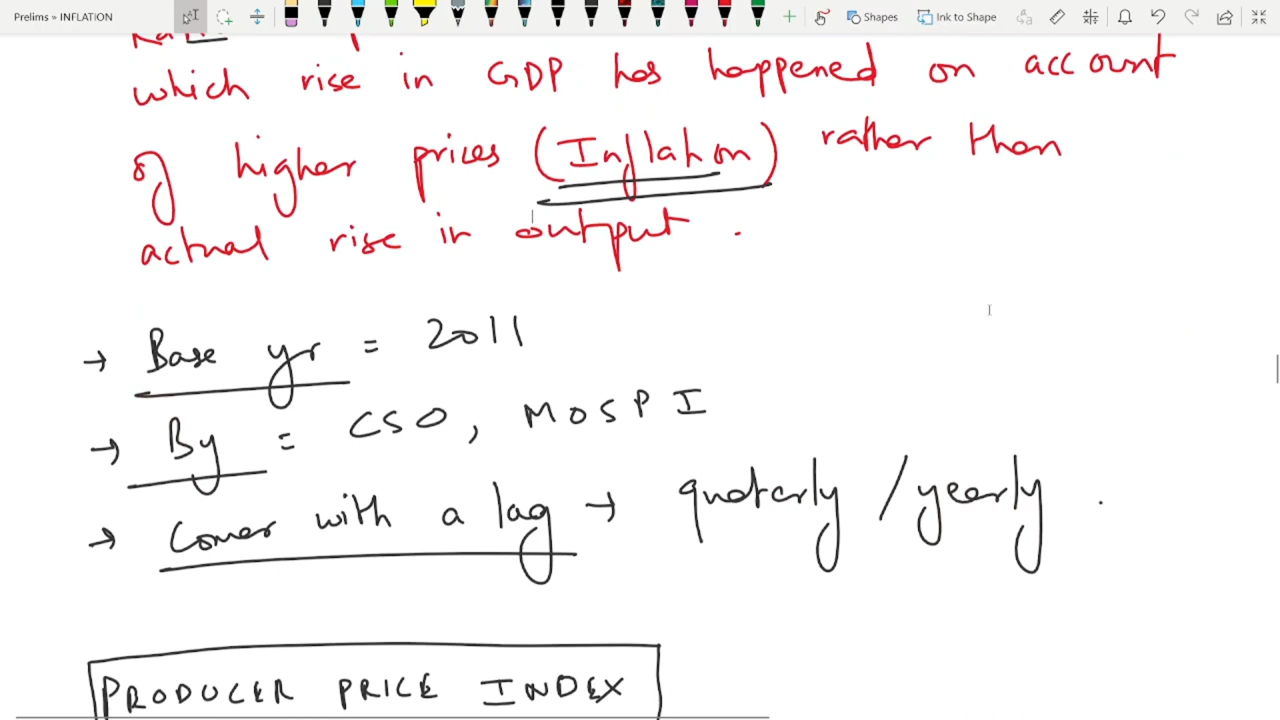 Prelims » INFLATION
Shapes
Ink to Shape
which rise in GDP has happened on account
of higher prices (Inflation) rather than
actual rise in output .
→ Base yr = 2011
→ By = CSO, MOSPI
→ Comes with a lag → quaterly / yearly .
PRODUCER PRICE INDEX